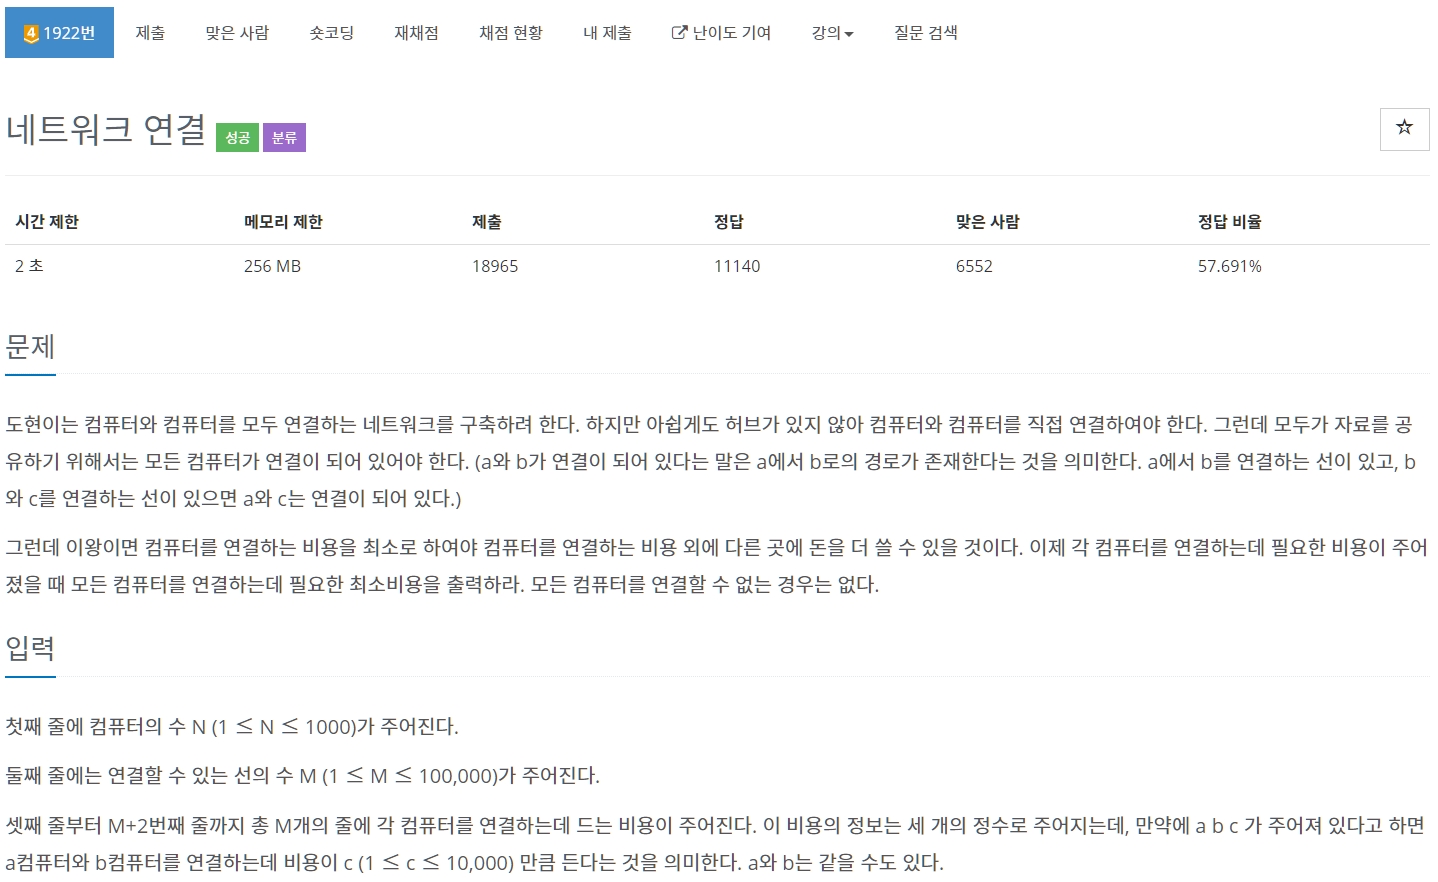 4 1922번 제출 맞은 사람 숏코딩 재채점 채점 현황 내 제출 난이도 기여 강의 질문 검색
네트워크 연결 성공 분류
시간 제한 메모리 제한 제출 정답 맞은 사람 정답 비율
2 초 256 MB 18965 11140 6552 57.691%
문제
도현이는 컴퓨터와 컴퓨터를 모두 연결하는 네트워크를 구축하려 한다. 하지만 아쉽게도 허브가 있지 않아 컴퓨터와 컴퓨터를 직접 연결하여야 한다. 그런데 모두가 자료를 공
유하기 위해서는 모든 컴퓨터가 연결이 되어 있어야 한다. (a와 b가 연결이 되어 있다는 말은 a에서 b로의 경로가 존재한다는 것을 의미한다. a에서 b를 연결하는 선이 있고, b
와 c를 연결하는 선이 있으면 a와 c는 연결이 되어 있다.)
그런데 이왕이면 컴퓨터를 연결하는 비용을 최소로 하여야 컴퓨터를 연결하는 비용 외에 다른 곳에 돈을 더 쓸 수 있을 것이다. 이제 각 컴퓨터를 연결하는데 필요한 비용이 주어
졌을 때 모든 컴퓨터를 연결하는데 필요한 최소비용을 출력하라. 모든 컴퓨터를 연결할 수 없는 경우는 없다.
입력
첫째 줄에 컴퓨터의 수 N (1 ≤ N ≤ 1000)가 주어진다.
둘째 줄에는 연결할 수 있는 선의 수 M (1 ≤ M ≤ 100,000)가 주어진다.
셋째 줄부터 M+2번째 줄까지 총 M개의 줄에 각 컴퓨터를 연결하는데 드는 비용이 주어진다. 이 비용의 정보는 세 개의 정수로 주어지는데, 만약에 a b c 가 주어져 있다고 하면
a컴퓨터와 b컴퓨터를 연결하는데 비용이 c (1 ≤ c ≤ 10,000) 만큼 든다는 것을 의미한다. a와 b는 같을 수도 있다.